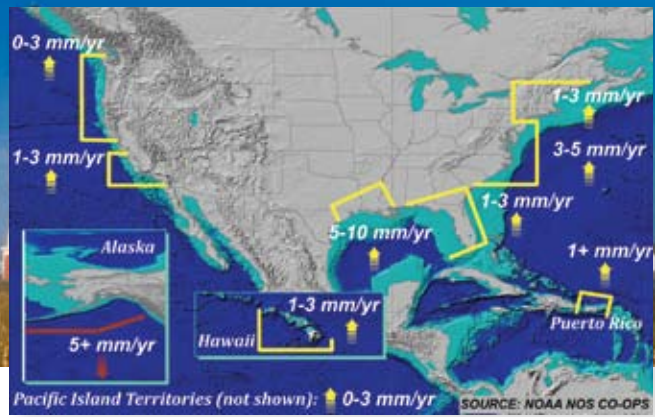 0-3 mm/yr
1-3 mm/yr
1-3 mm/yr
3-5 mm/yr
1-3 mm/yr
5-10 mm/yr
1+ mm/yr
Puerto Rico
Alaska
5+ mm/yr
1-3 mm/yr
Hawaii
Pacific Island Territories (not shown): 0-3 mm/yr
SOURCE: NOAA NOS CO-OPS